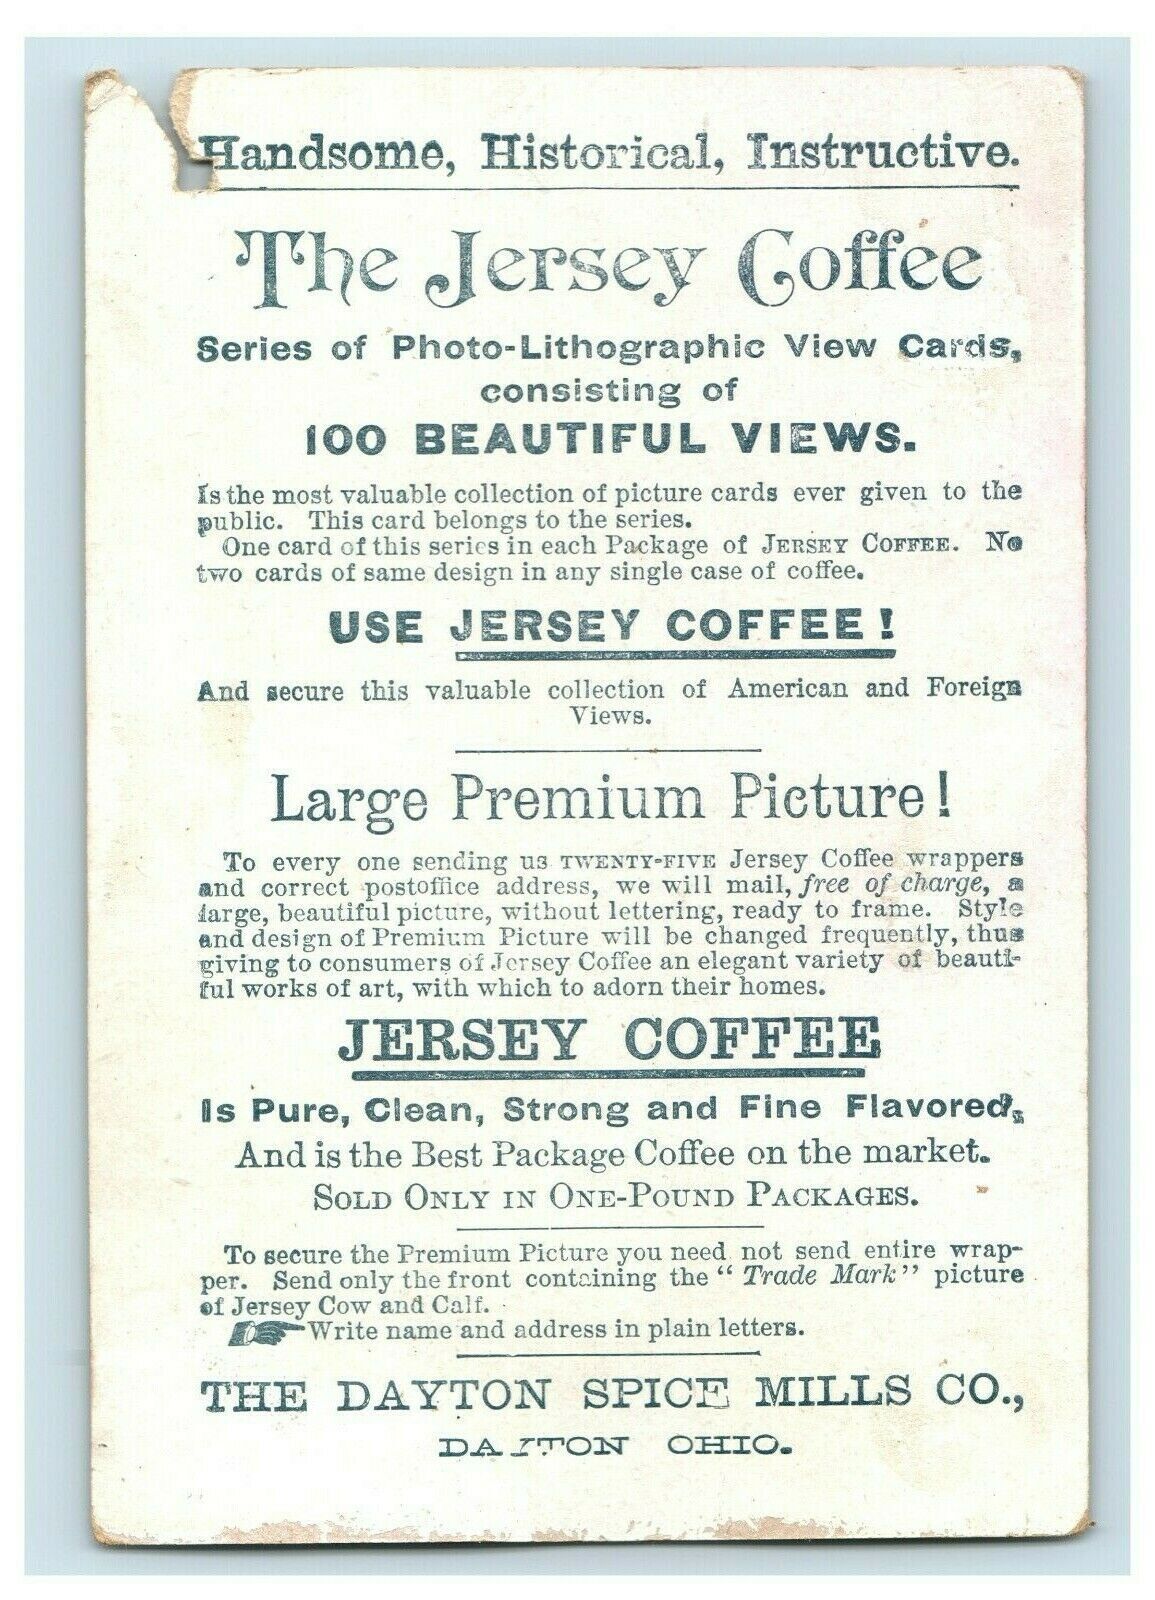 Handsome, Historical, Instructive.
The Jersey Coffee
Series of Photo-Lithographic View Cards,
consisting of
100 BEAUTIFUL VIEWS.
Is the most valuable collection of picture cards ever given to the
public. This card belongs to the series.
One card of this series in each Package of JERSEY COFFEE. No
two cards of same design in any single case of coffee.
USE JERSEY COFFEE!
And secure this valuable collection of American and Foreign
Views.
Large Premium Picture!
To every one sending us TWENTY-FIVE Jersey Coffee wrappers
and correct postoffice address, we will mail, free of charge, a
large, beautiful picture, without lettering, ready to frame. Style
and design of Premium Picture will be changed frequently, thus
giving to consumers of Jersey Coffee an elegant variety of beauti-
ful works of art, with which to adorn their homes.
JERSEY COFFEE
Is Pure, Clean, Strong and Fine Flavored,
And is the Best Package Coffee on the market.
SOLD ONLY IN ONE-POUND PACKAGES.
To secure the Premium Picture you need not send entire wrap-
per. Send only the front containing the "Trade Mark" picture
of Jersey Cow and Calf.
Write name and address in plain letters.
THE DAYTON SPICE MILLS CO.,
DAYTON OHIO.